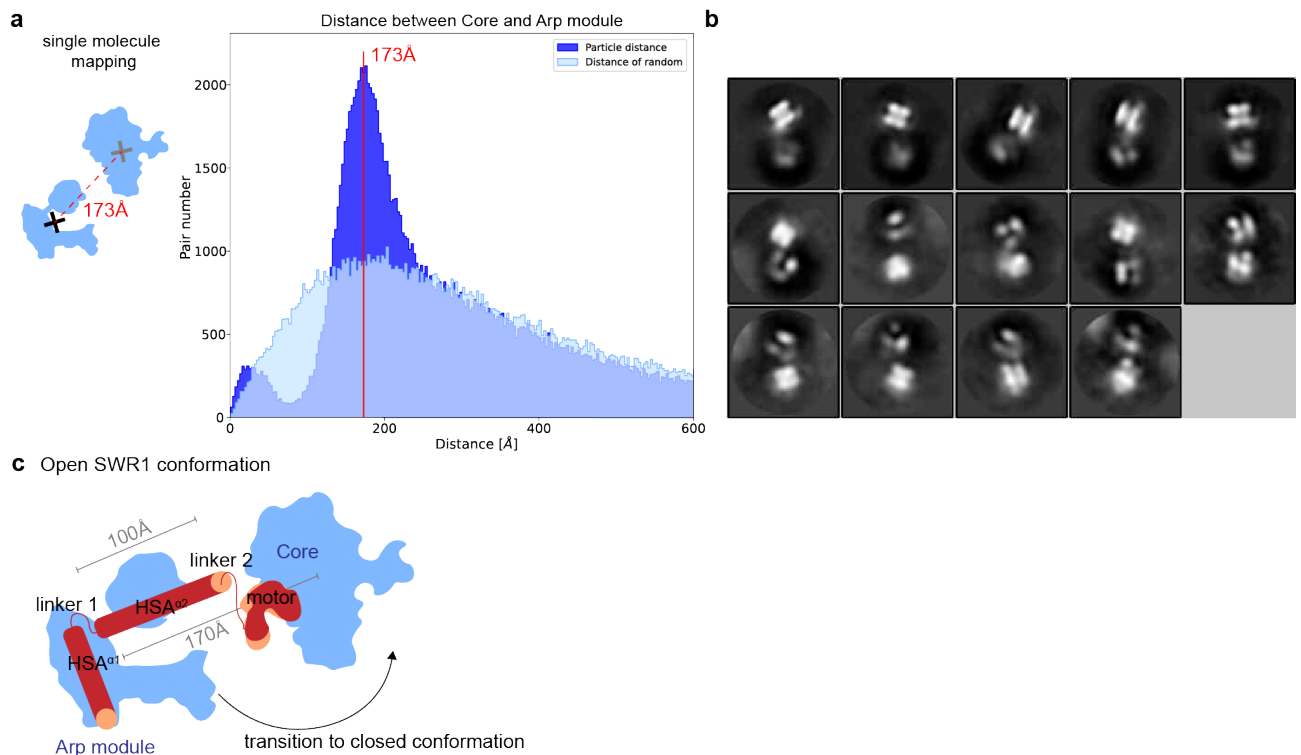 a
single molecule
mapping
173Å
Distance between Core and Arp module
173Å
Particle distance
Distance of random
Pair number
2000
1500
1000
500
0
0
200
400
600
Distance [Å]
b
c Open SWR1 conformation
100Å
linker 2
Core
linker 1
HSAα2
motor
170Å
HSAα1
Arp module
transition to closed conformation